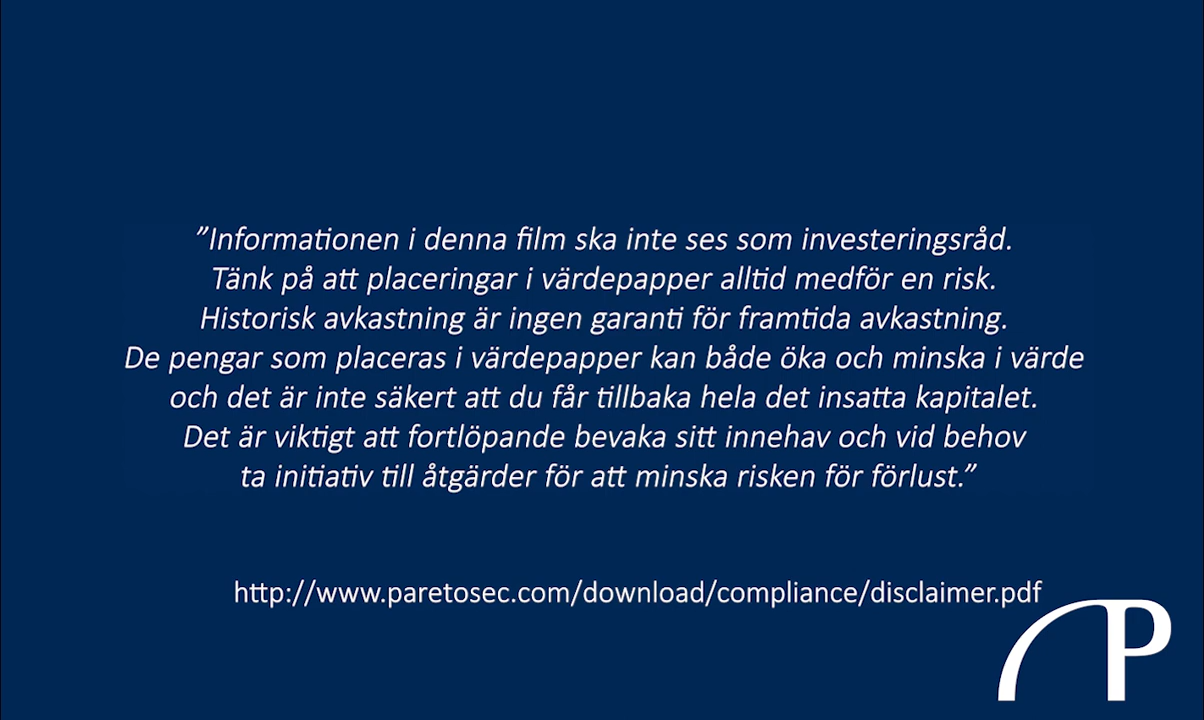 ”Informationen i denna film ska inte ses som investeringsråd.
Tänk på att placeringar i värdepapper alltid medför en risk.
Historisk avkastning är ingen garanti för framtida avkastning.
De pengar som placeras i värdepapper kan både öka och minska i värde
och det är inte säkert att du får tillbaka hela det insatta kapitalet.
Det är viktigt att fortlöpande bevaka sitt innehav och vid behov
ta initiativ till åtgärder för att minska risken för förlust.”
http://www.paretosec.com/download/compliance/disclaimer.pdf
P